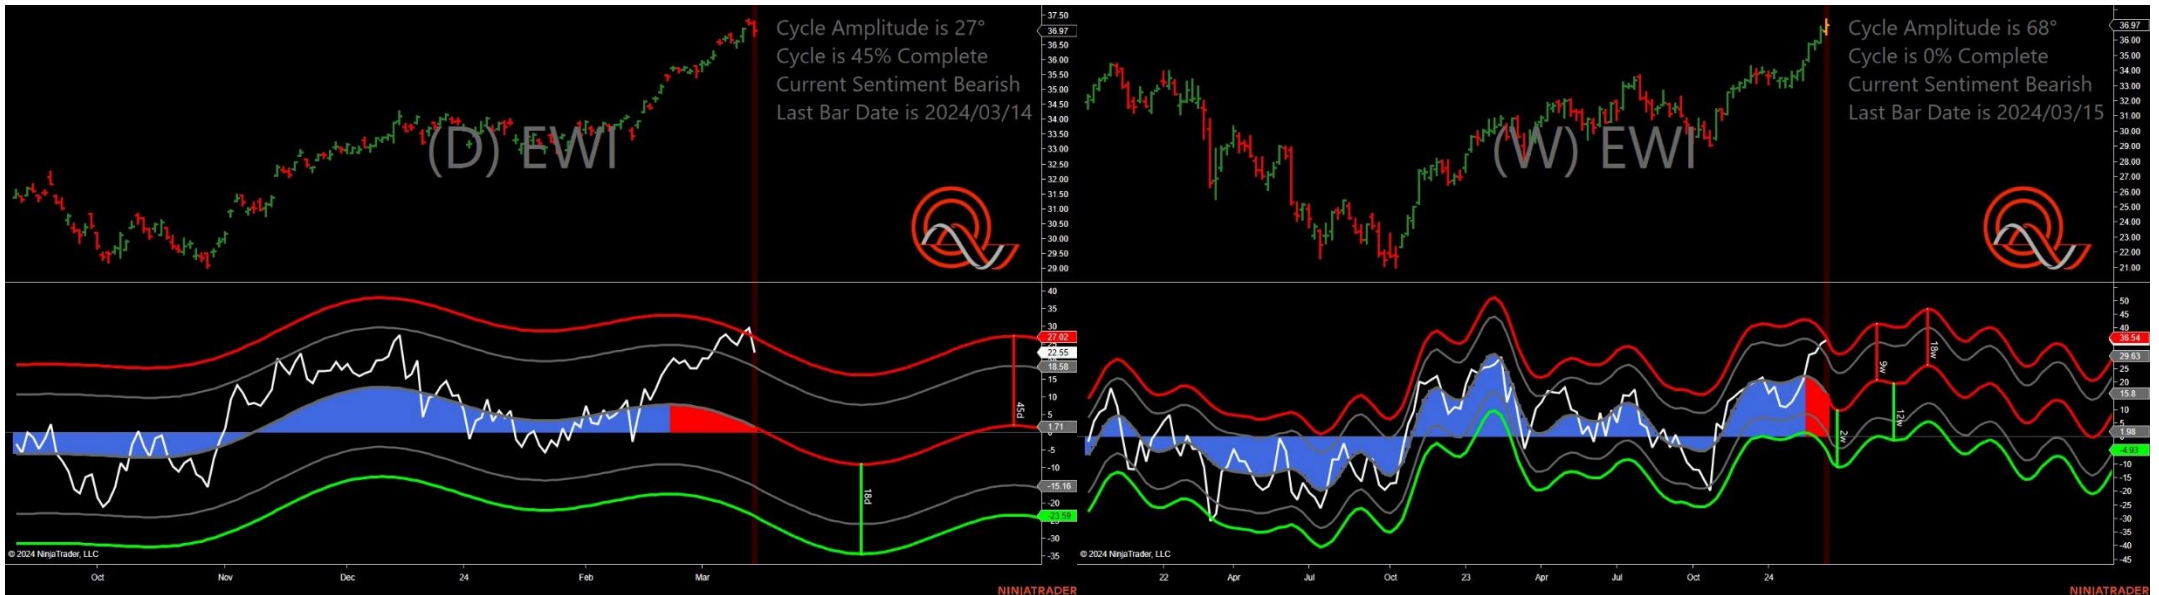 37.50
36.97
36.50
36.00
35.50
35.00
34.50
34.00
33.50
33.00
32.50
32.00
31.50
31.00
30.50
30.00
29.50
29.00
Cycle Amplitude is 27°
Cycle is 45% Complete
Current Sentiment Bearish
Last Bar Date is 2024/03/14
(D) EWI
40
35
30
27.02
22.55
18.58
15
10
5
1.71
-5
-10
-15.16
-20
-23.59
-30
-35
45d
18d
© 2024 NinjaTrader, LLC
Oct
Nov
Dec
24
Feb
Mar
NINJATRADER
36.97
36.00
35.00
34.00
33.00
32.00
31.00
30.00
29.00
28.00
27.00
26.00
25.00
24.00
23.00
22.00
21.00
Cycle Amplitude is 68°
Cycle is 0% Complete
Current Sentiment Bearish
Last Bar Date is 2024/03/15
(W) EWI
50
45
40
36.54
29.63
25
20
15.8
10
5
1.98
-4.93
-10
-15
-20
-25
-30
-35
-40
-45
9w
18w
2w
12w
© 2024 NinjaTrader, LLC
22
Apr
Jul
Oct
23
Apr
Jul
Oct
24
NINJATRADER